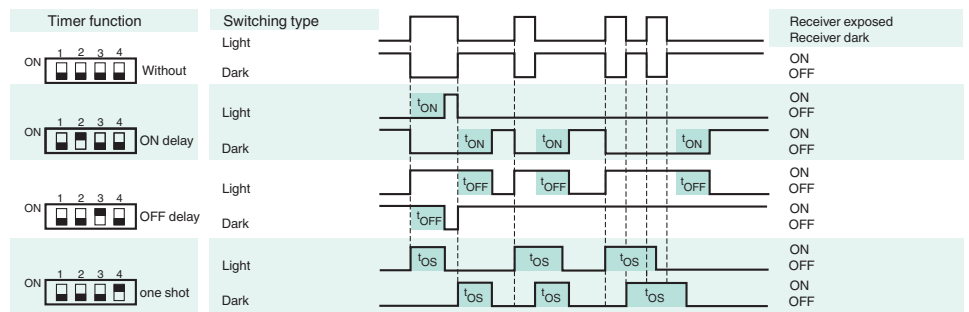 Timer function Switching type Receiver exposed
Light Receiver dark
1 2 3 4
ON Without Dark ON
OFF
ON
Light tON OFF
1 2 3 4
ON ON delay Dark tON tON tON ON
OFF
Light tOFF tOFF tOFF ON
OFF
1 2 3 4
ON OFF delay Dark tOFF ON
OFF
Light tOS tOS tOS ON
OFF
1 2 3 4
ON one shot Dark tOS tOS tOS ON
OFF